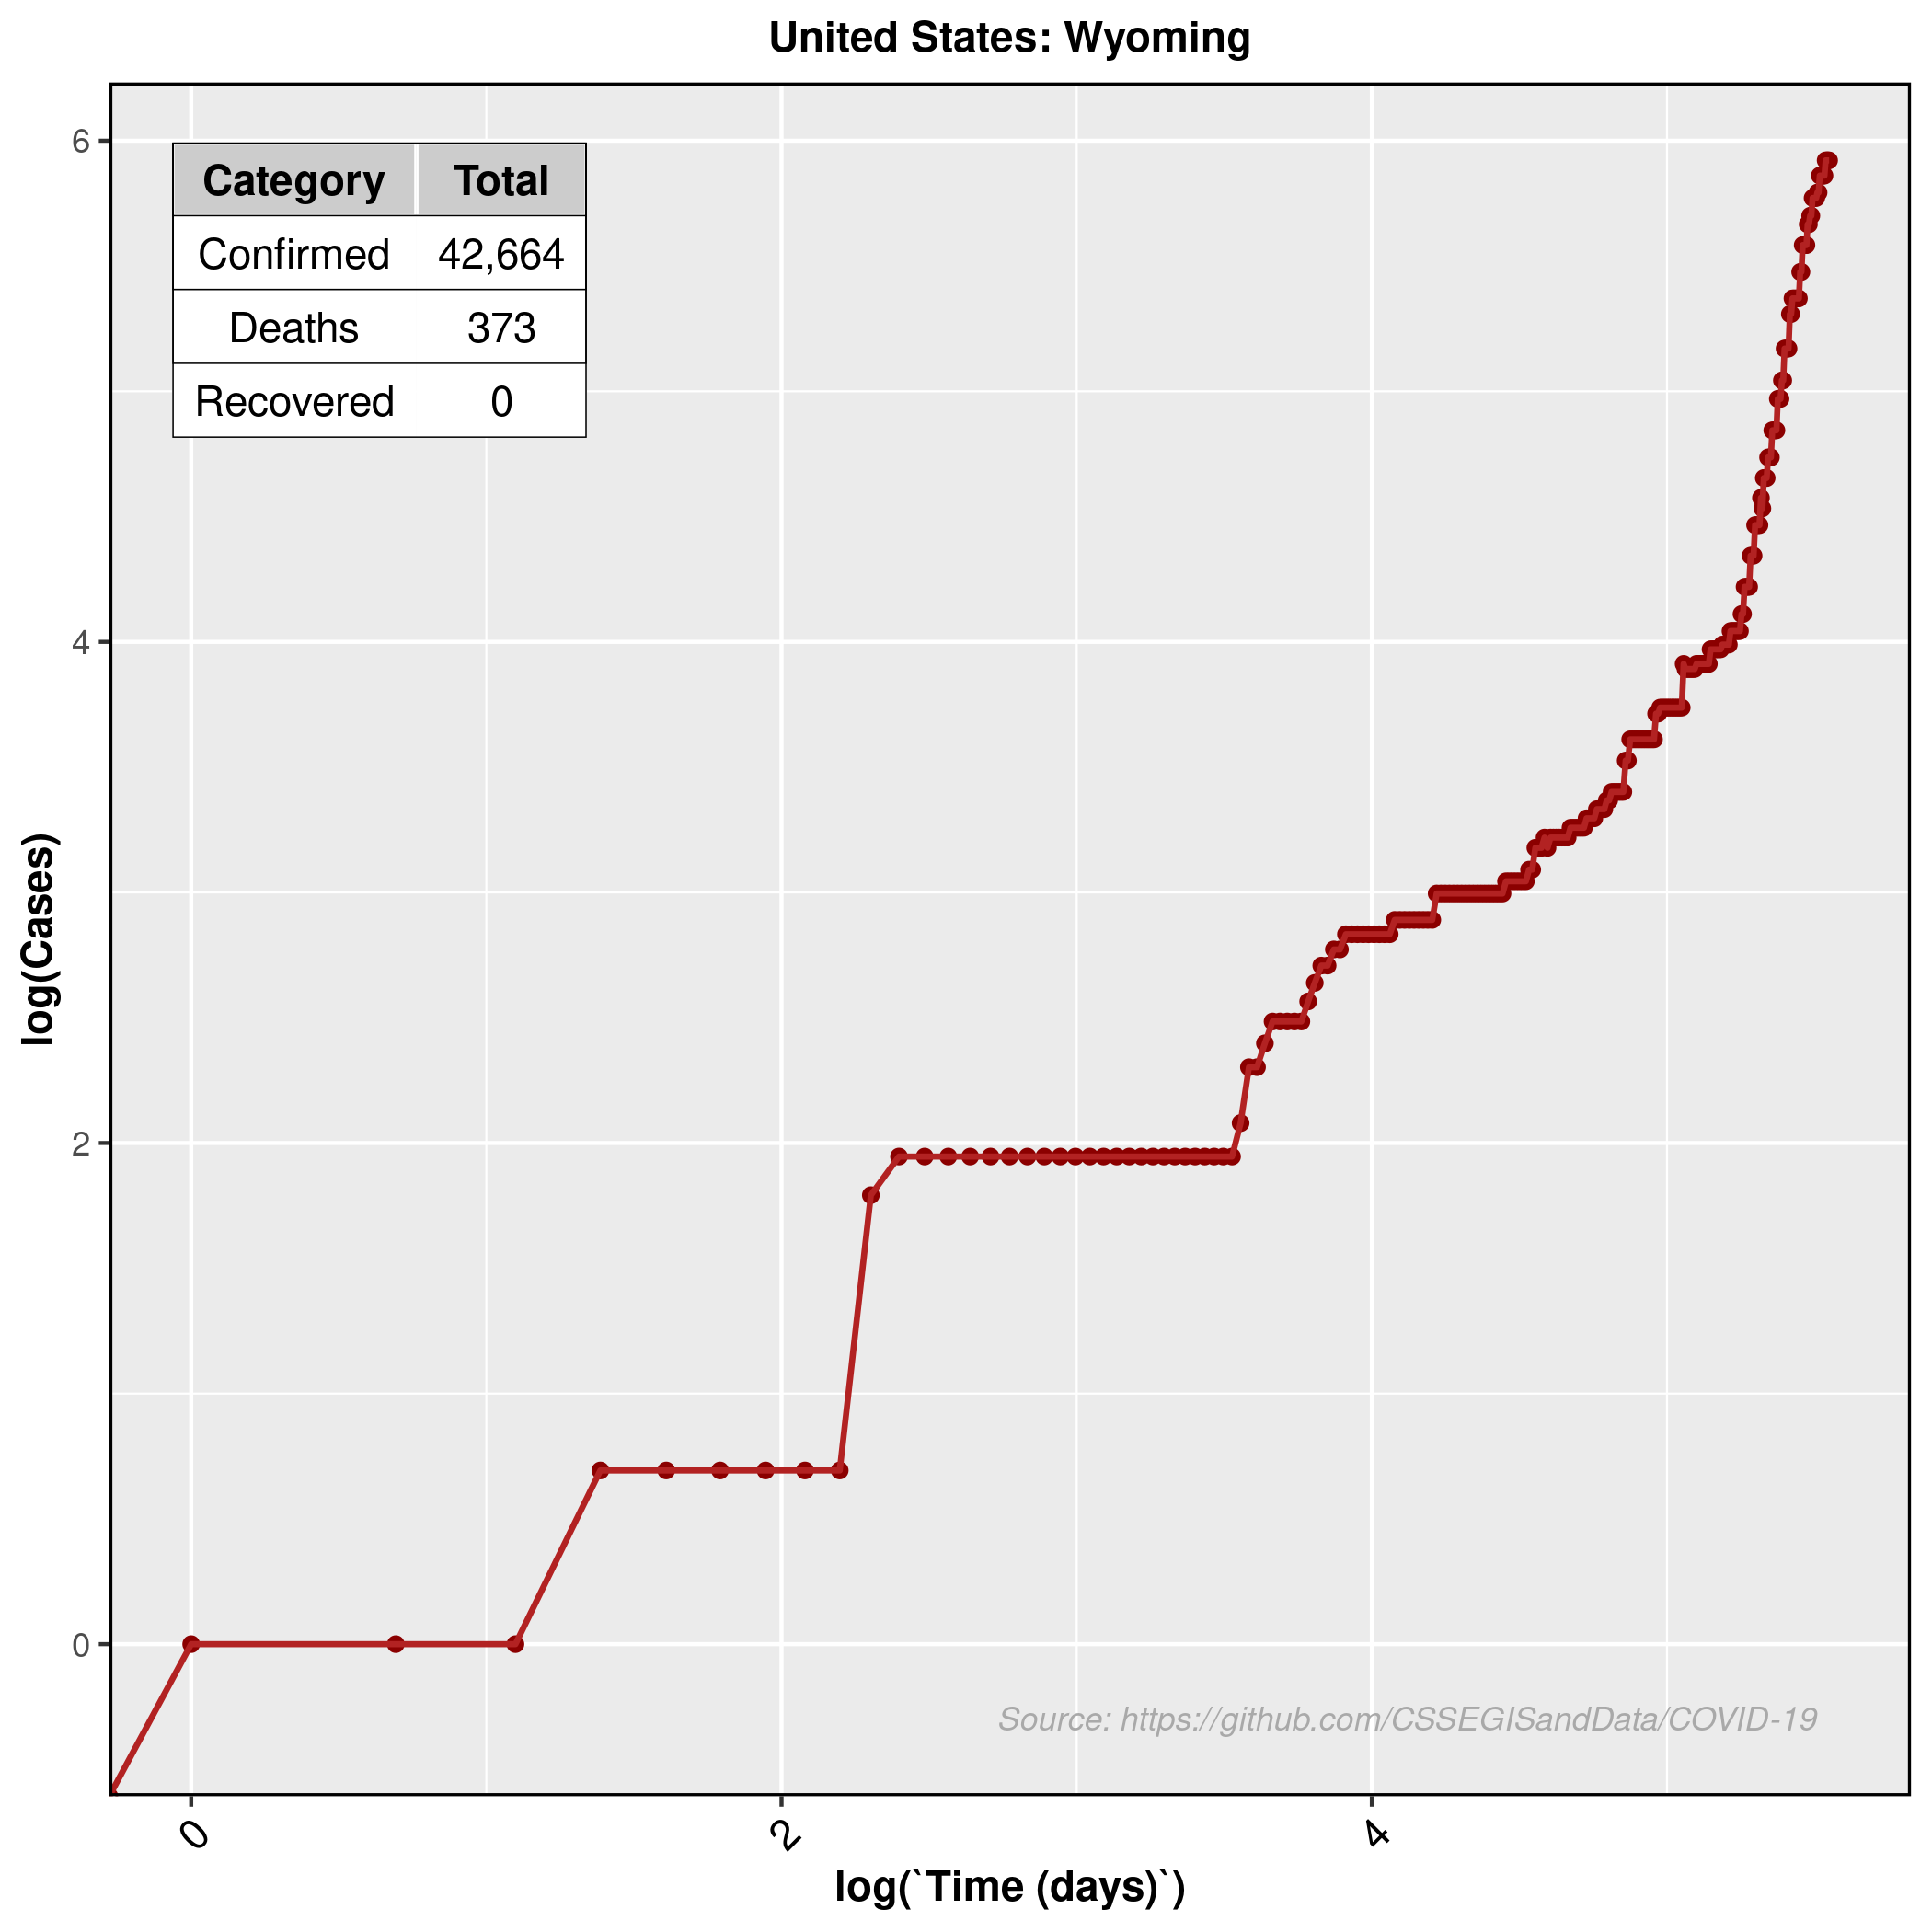 United States: Wyoming
6
4
2
0
Category Total
Confirmed 42,664
Deaths 373
Recovered 0
log(Cases)
Source: https://github.com/CSSEGISandData/COVID-19
0 2 4
log(`Time (days)`)